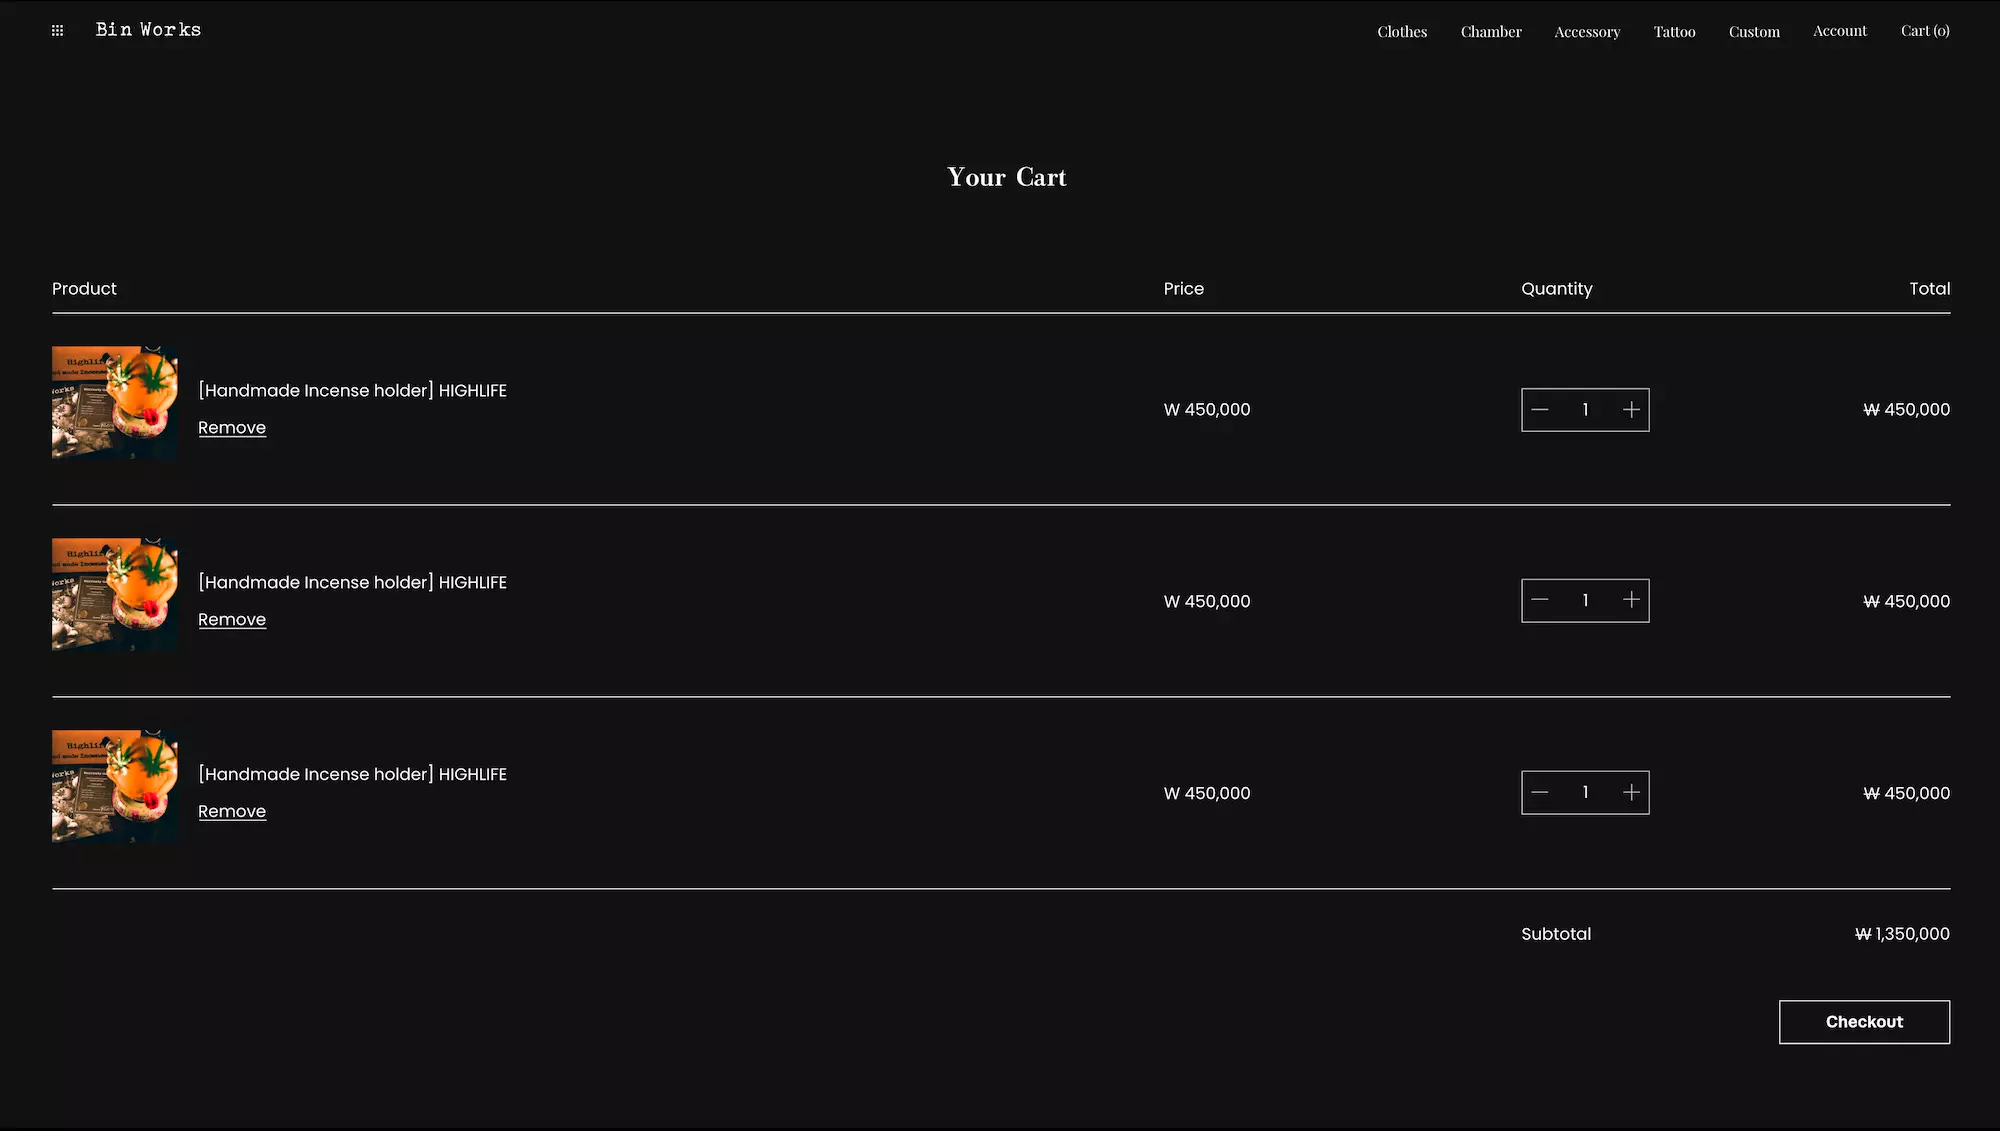 Bin Works
Clothes Chamber Accessory Tattoo Custom Account Cart (0)
Your Cart
Product Price Quantity Total
[Handmade Incense holder] HIGHLIFE
Remove
W 450,000 1 ₩ 450,000
[Handmade Incense holder] HIGHLIFE
Remove
W 450,000 1 ₩ 450,000
[Handmade Incense holder] HIGHLIFE
Remove
W 450,000 1 ₩ 450,000
Subtotal ₩ 1,350,000
Checkout